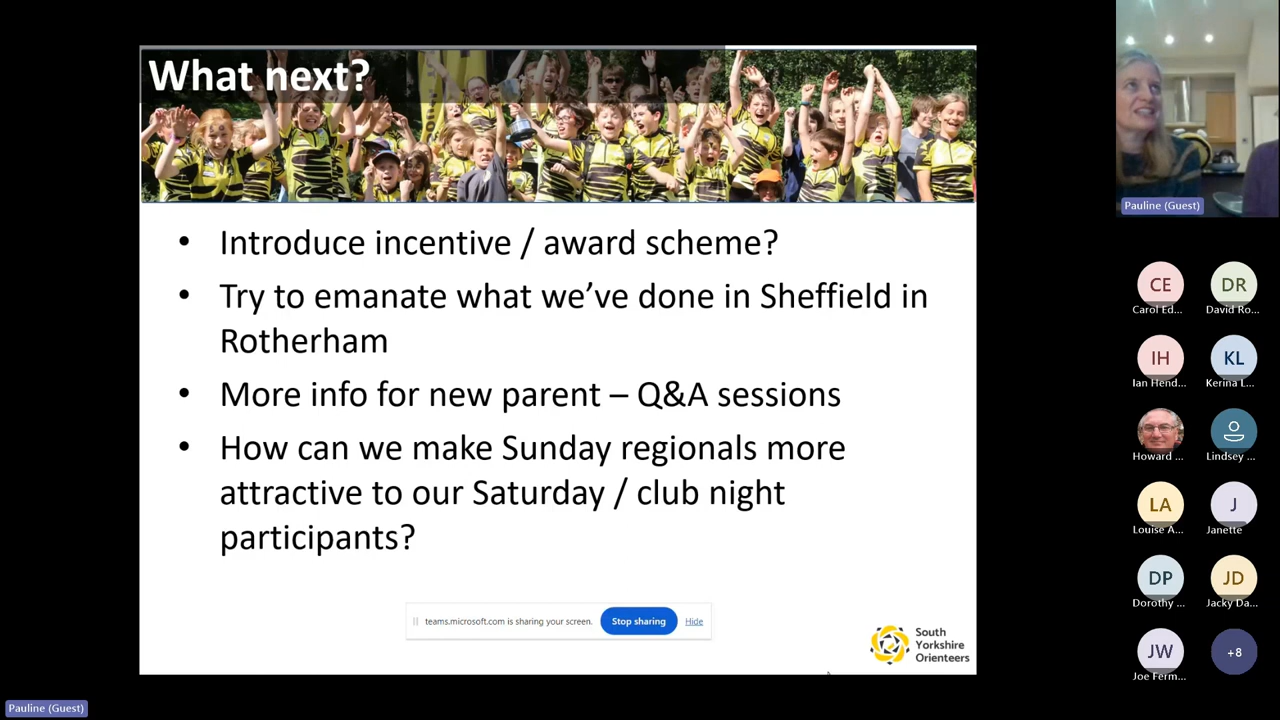 What next?
• Introduce incentive / award scheme?
• Try to emanate what we've done in Sheffield in
Rotherham
• More info for new parent – Q&A sessions
• How can we make Sunday regionals more
attractive to our Saturday / club night
participants?
teams.microsoft.com is sharing your screen.
Stop sharing
Hide
South
Yorkshire
Orienteers
Pauline (Guest)
CE
Carol Ed...
DR
David Ro...
IH
Ian Hend...
KL
Kerina L...
Howard ...
Lindsey ...
LA
Louise A...
J
Janette
DP
Dorothy ...
JD
Jacky Da...
JW
Joe Ferm...
+8
Pauline (Guest)